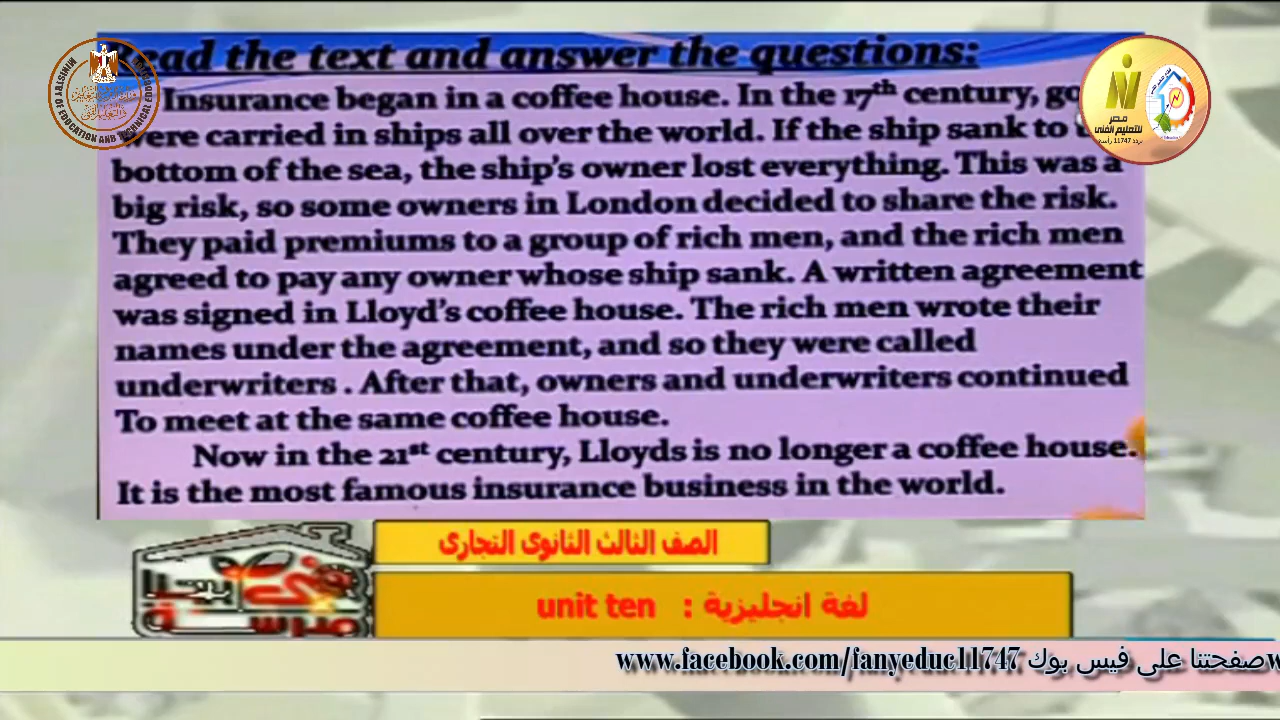 Read the text and answer the questions:
Insurance began in a coffee house. In the 17th century, go
were carried in ships all over the world. If the ship sank to
bottom of the sea, the ship's owner lost everything. This was a
big risk, so some owners in London decided to share the risk.
They paid premiums to a group of rich men, and the rich men
agreed to pay any owner whose ship sank. A written agreement
was signed in Lloyd's coffee house. The rich men wrote their
names under the agreement, and so they were called
underwriters . After that, owners and underwriters continued
To meet at the same coffee house.
Now in the 21st century, Lloyds is no longer a coffee house.
It is the most famous insurance business in the world.
مصر
للتعليم الفنى
الصف الثالث الثانوى التجارى
لغة انجليزية : unit ten
صفحتنا على فيس بوك www.facebook.com/fanyeduc11747